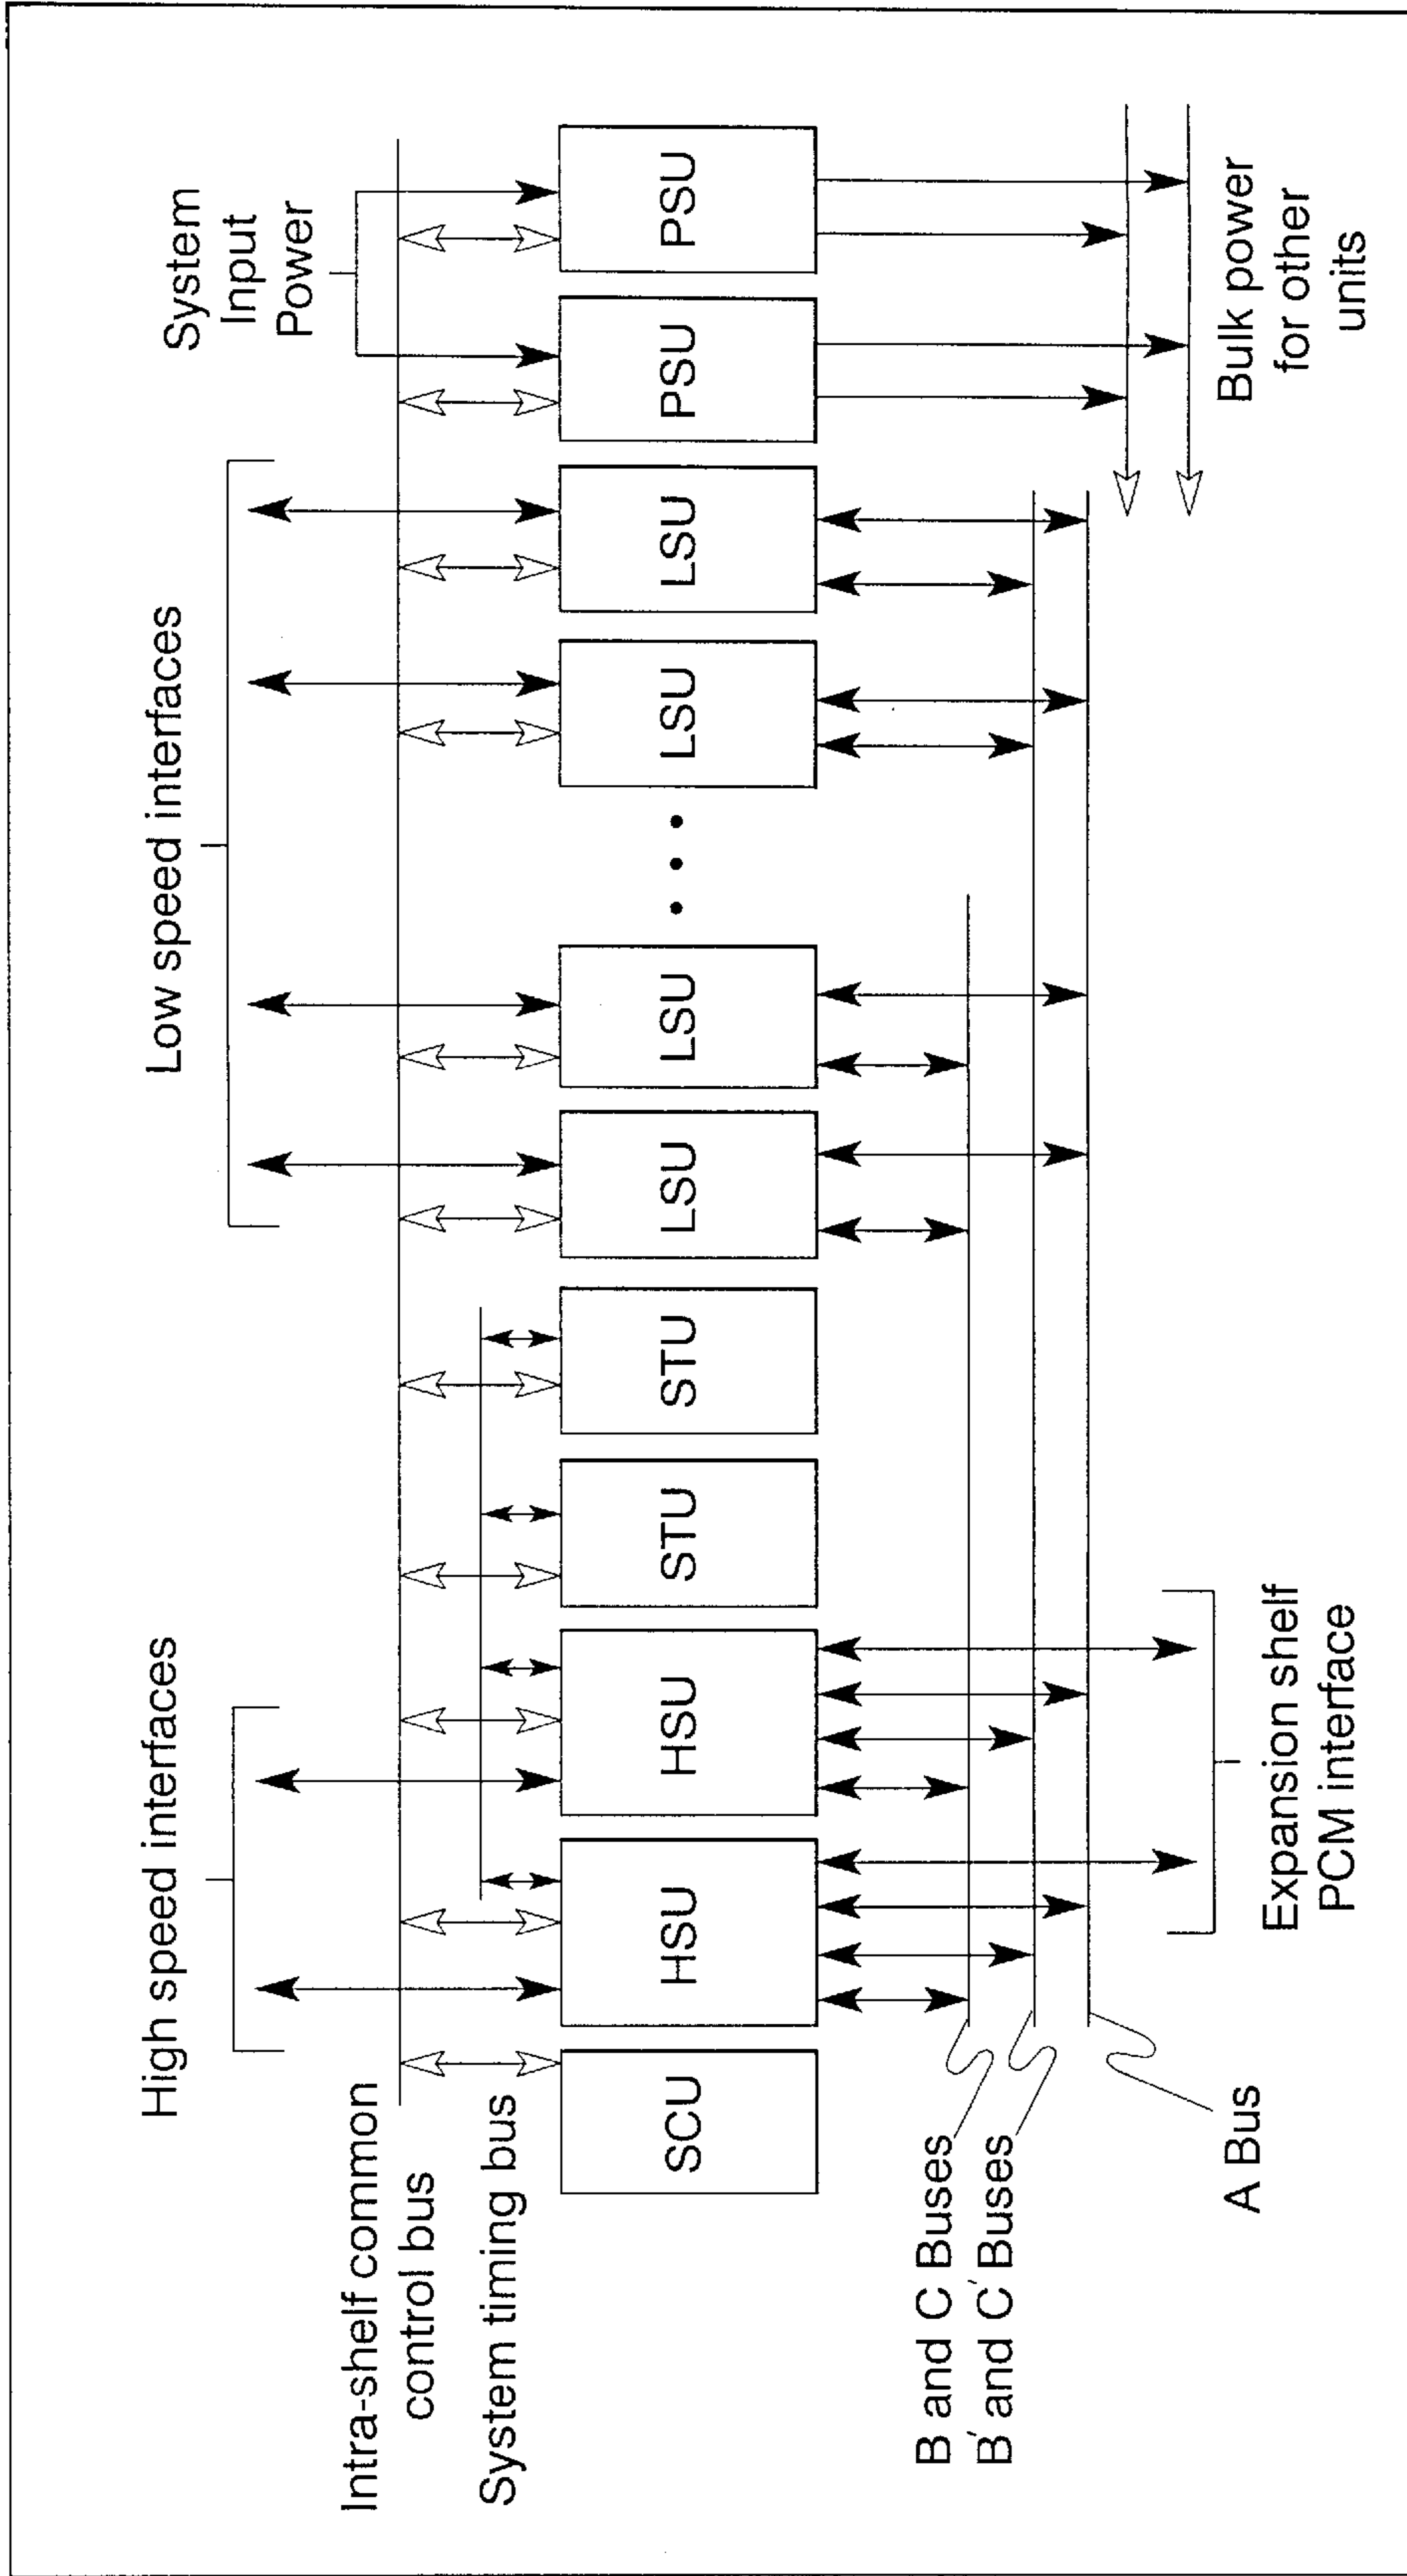 High speed interfaces
Low speed interfaces
System
Input
Power
Intra-shelf common
control bus
System timing bus
SCU
HSU
HSU
STU
STU
LSU
LSU
• • •
LSU
LSU
PSU
PSU
B and C Buses
B´ and C´ Buses
A Bus
Expansion shelf
PCM interface
Bulk power
for other
units